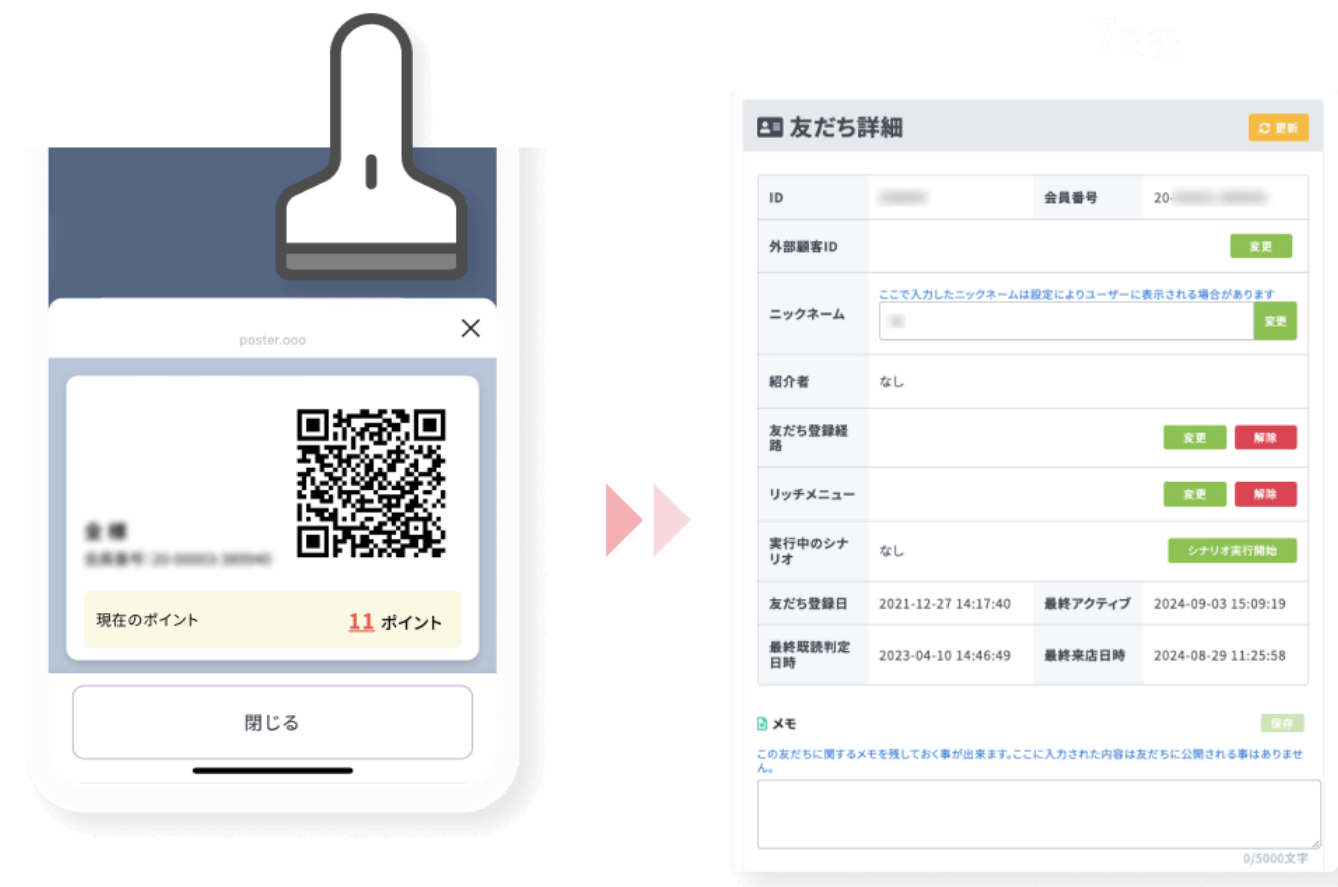 poster.ooo
現在のポイント
11 ポイント
閉じる
友だち詳細
更新
ID
会員番号
20-
外部顧客ID
変更
ここで入力したニックネームは設定によりユーザーに表示される場合があります
ニックネーム
変更
紹介者
なし
友だち登録経
路
変更
解除
リッチメニュー
変更
解除
実行中のシナ
リオ
なし
シナリオ実行開始
友だち登録日
2021-12-27 14:17:40
最終アクティブ
2024-09-03 15:09:19
最終既読判定
日時
2023-04-10 14:46:49
最終来店日時
2024-08-29 11:25:58
メモ
保存
この友だちに関するメモを残しておく事が出来ます。ここに入力された内容は友だちに公開される事はありませ
ん。
0/5000文字